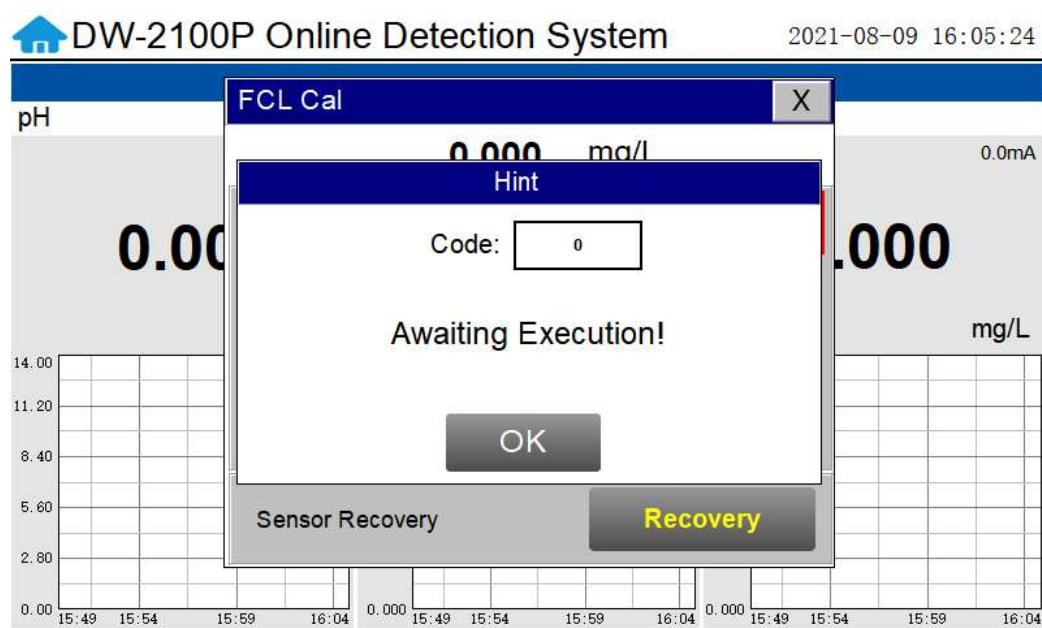 DW-2100P Online Detection System
2021-08-09 16:05:24
FCL Cal
X
pH
0.000 mg/l
0.0mA
Hint
Code: 0
0.00
.000
Awaiting Execution!
mg/L
OK
Sensor Recovery
Recovery
14.00
11.20
8.40
5.60
2.80
0.00
15:49 15:54 15:59 16:04
0.000
15:49 15:54 15:59 16:04
0.000
15:49 15:54 15:59 16:04